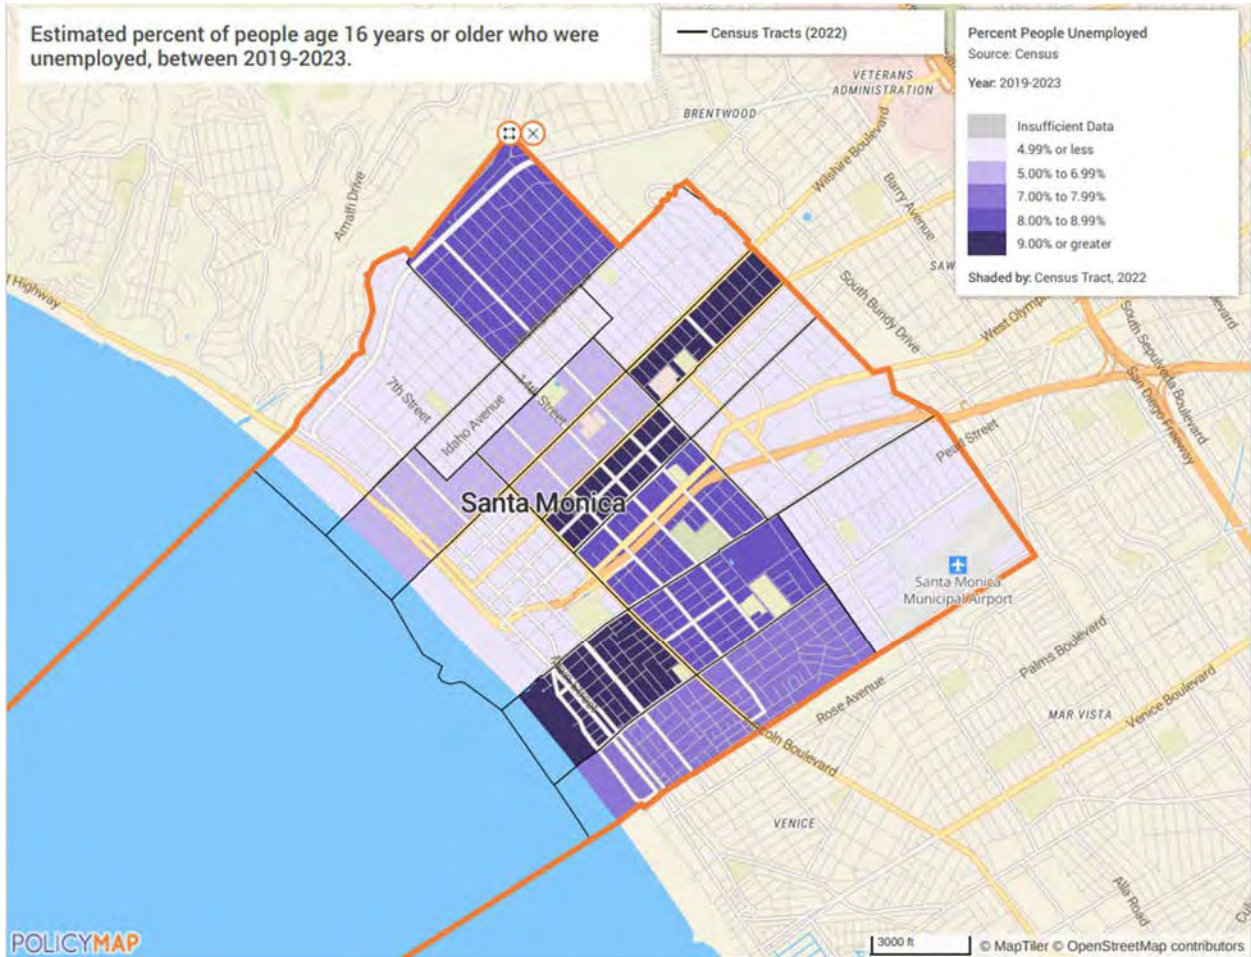 Estimated percent of people age 16 years or older who were
unemployed, between 2019-2023.
Census Tracts (2022)
Percent People Unemployed
Source: Census
Year: 2019-2023
Insufficient Data
4.99% or less
5.00% to 6.99%
7.00% to 7.99%
8.00% to 8.99%
9.00% or greater
Shaded by: Census Tract, 2022
VETERANS
ADMINISTRATION
BRENTWOOD
Wilshire Boulevard
Barry Avenue
Amalfi Drive
SAW
South Bundy Drive
West Olymp
South Sepulveda Boulevard
San Diego Freeway
Highway
7th Street
14th Street
Idaho Avenue
Pearl Street
Santa Monica
Santa Monica
Municipal Airport
Palms Boulevard
Rose Avenue
MAR VISTA
Venice Boulevard
coln Boulevard
VENICE
Alla Road
POLICYMAP
3000 ft
© MapTiler © OpenStreetMap contributors